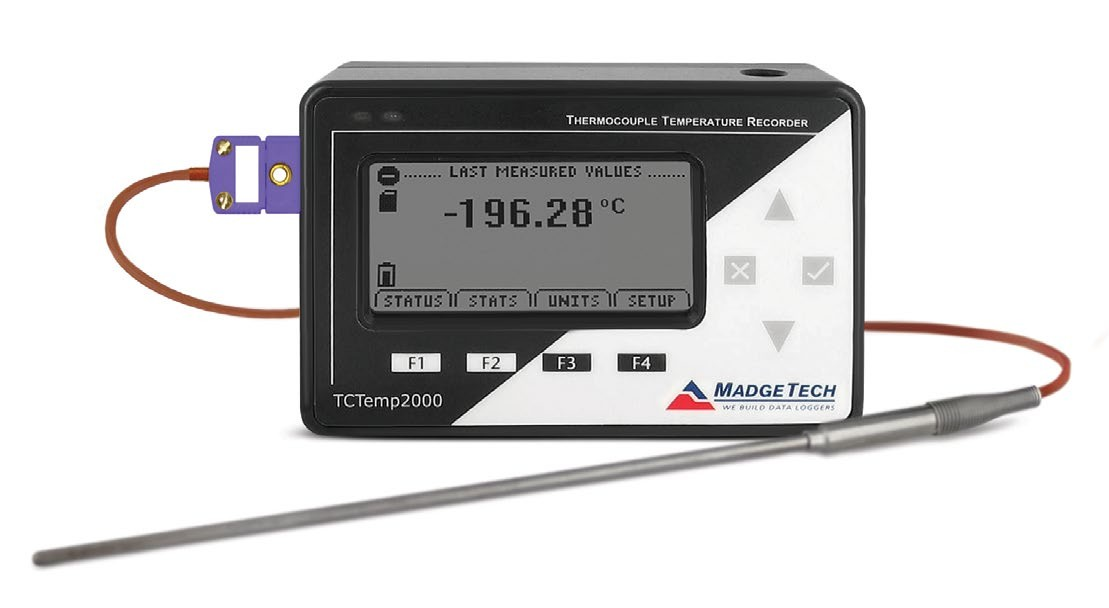 THERMOCOUPLE TEMPERATURE RECORDER
LAST MEASURED VALUES
-196.28 °C
STATUS STATS UNITS SETUP
F1 F2 F3 F4
TCTemp2000
MADGETECH
WE BUILD DATA LOGGERS